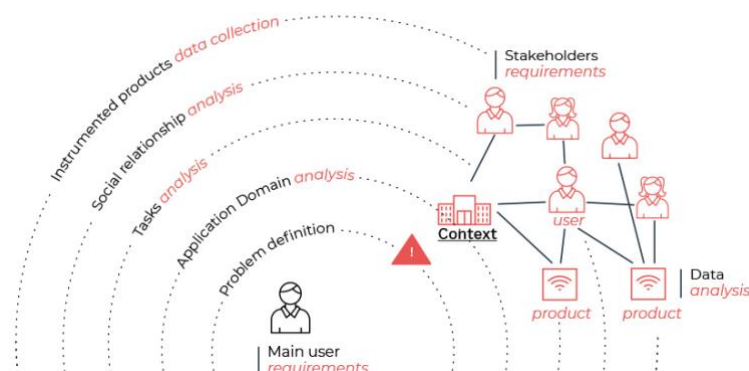 Instrumented products data collection
Social relationship analysis
Tasks analysis
Application Domain analysis
Problem definition
Main user
requirements
Stakeholders
requirements
Context
!
user
product
product
Data
analysis